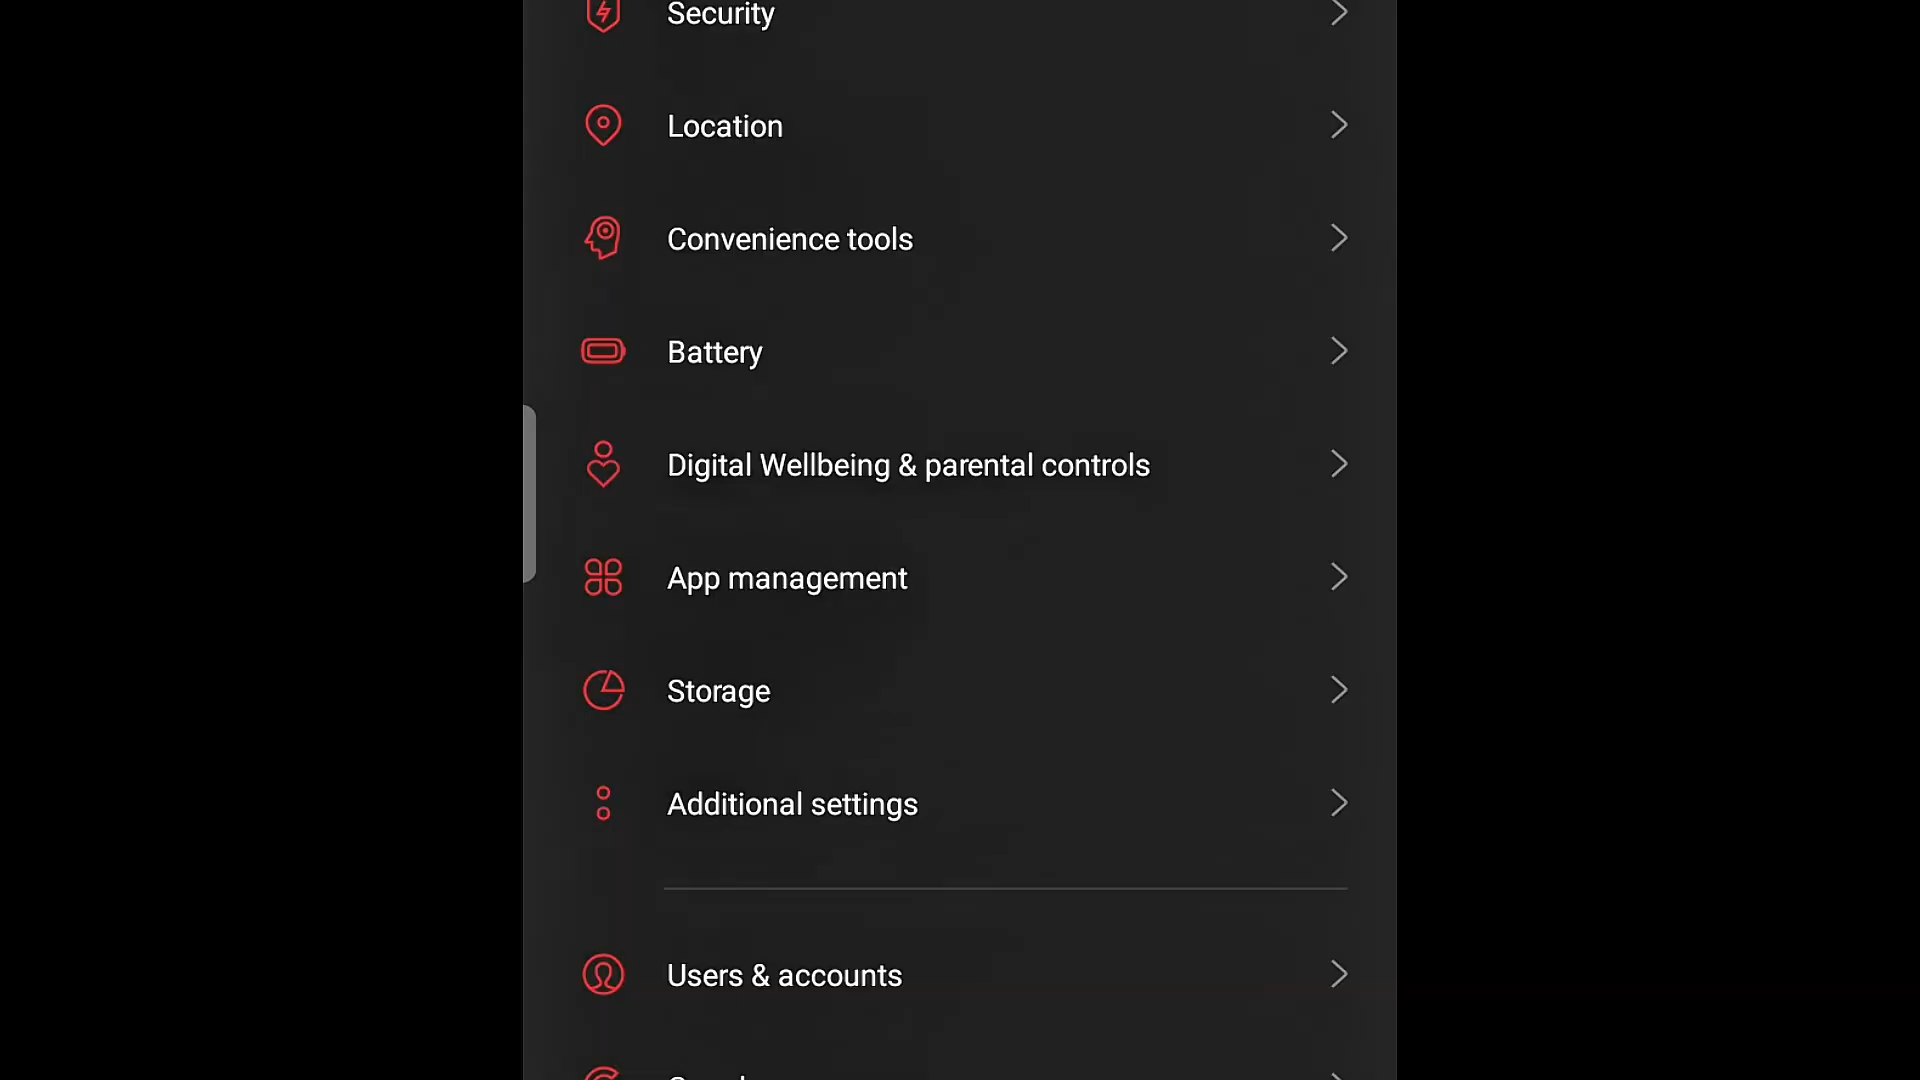 Security
Location
Convenience tools
Battery
Digital Wellbeing & parental controls
App management
Storage
Additional settings
Users & accounts